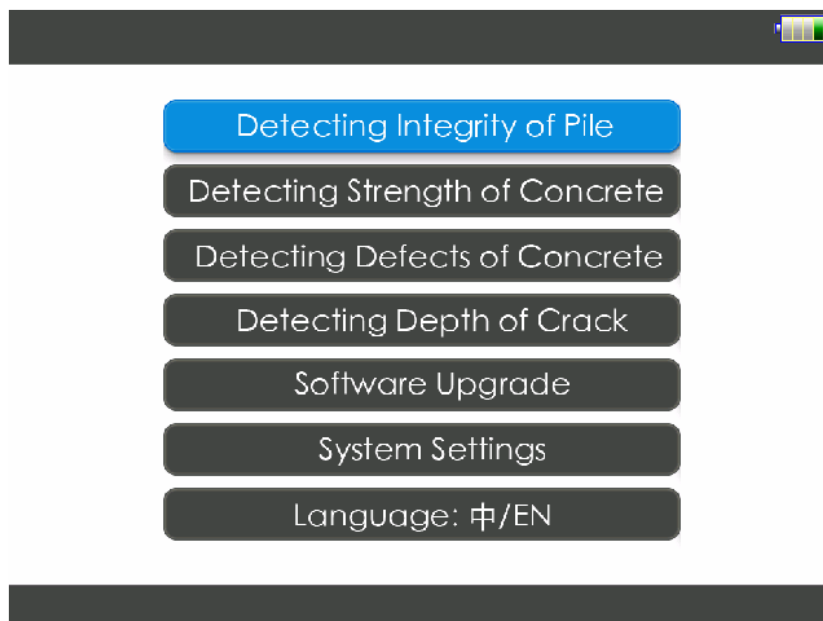 Detecting Integrity of Pile
Detecting Strength of Concrete
Detecting Defects of Concrete
Detecting Depth of Crack
Software Upgrade
System Settings
Language: 中/EN